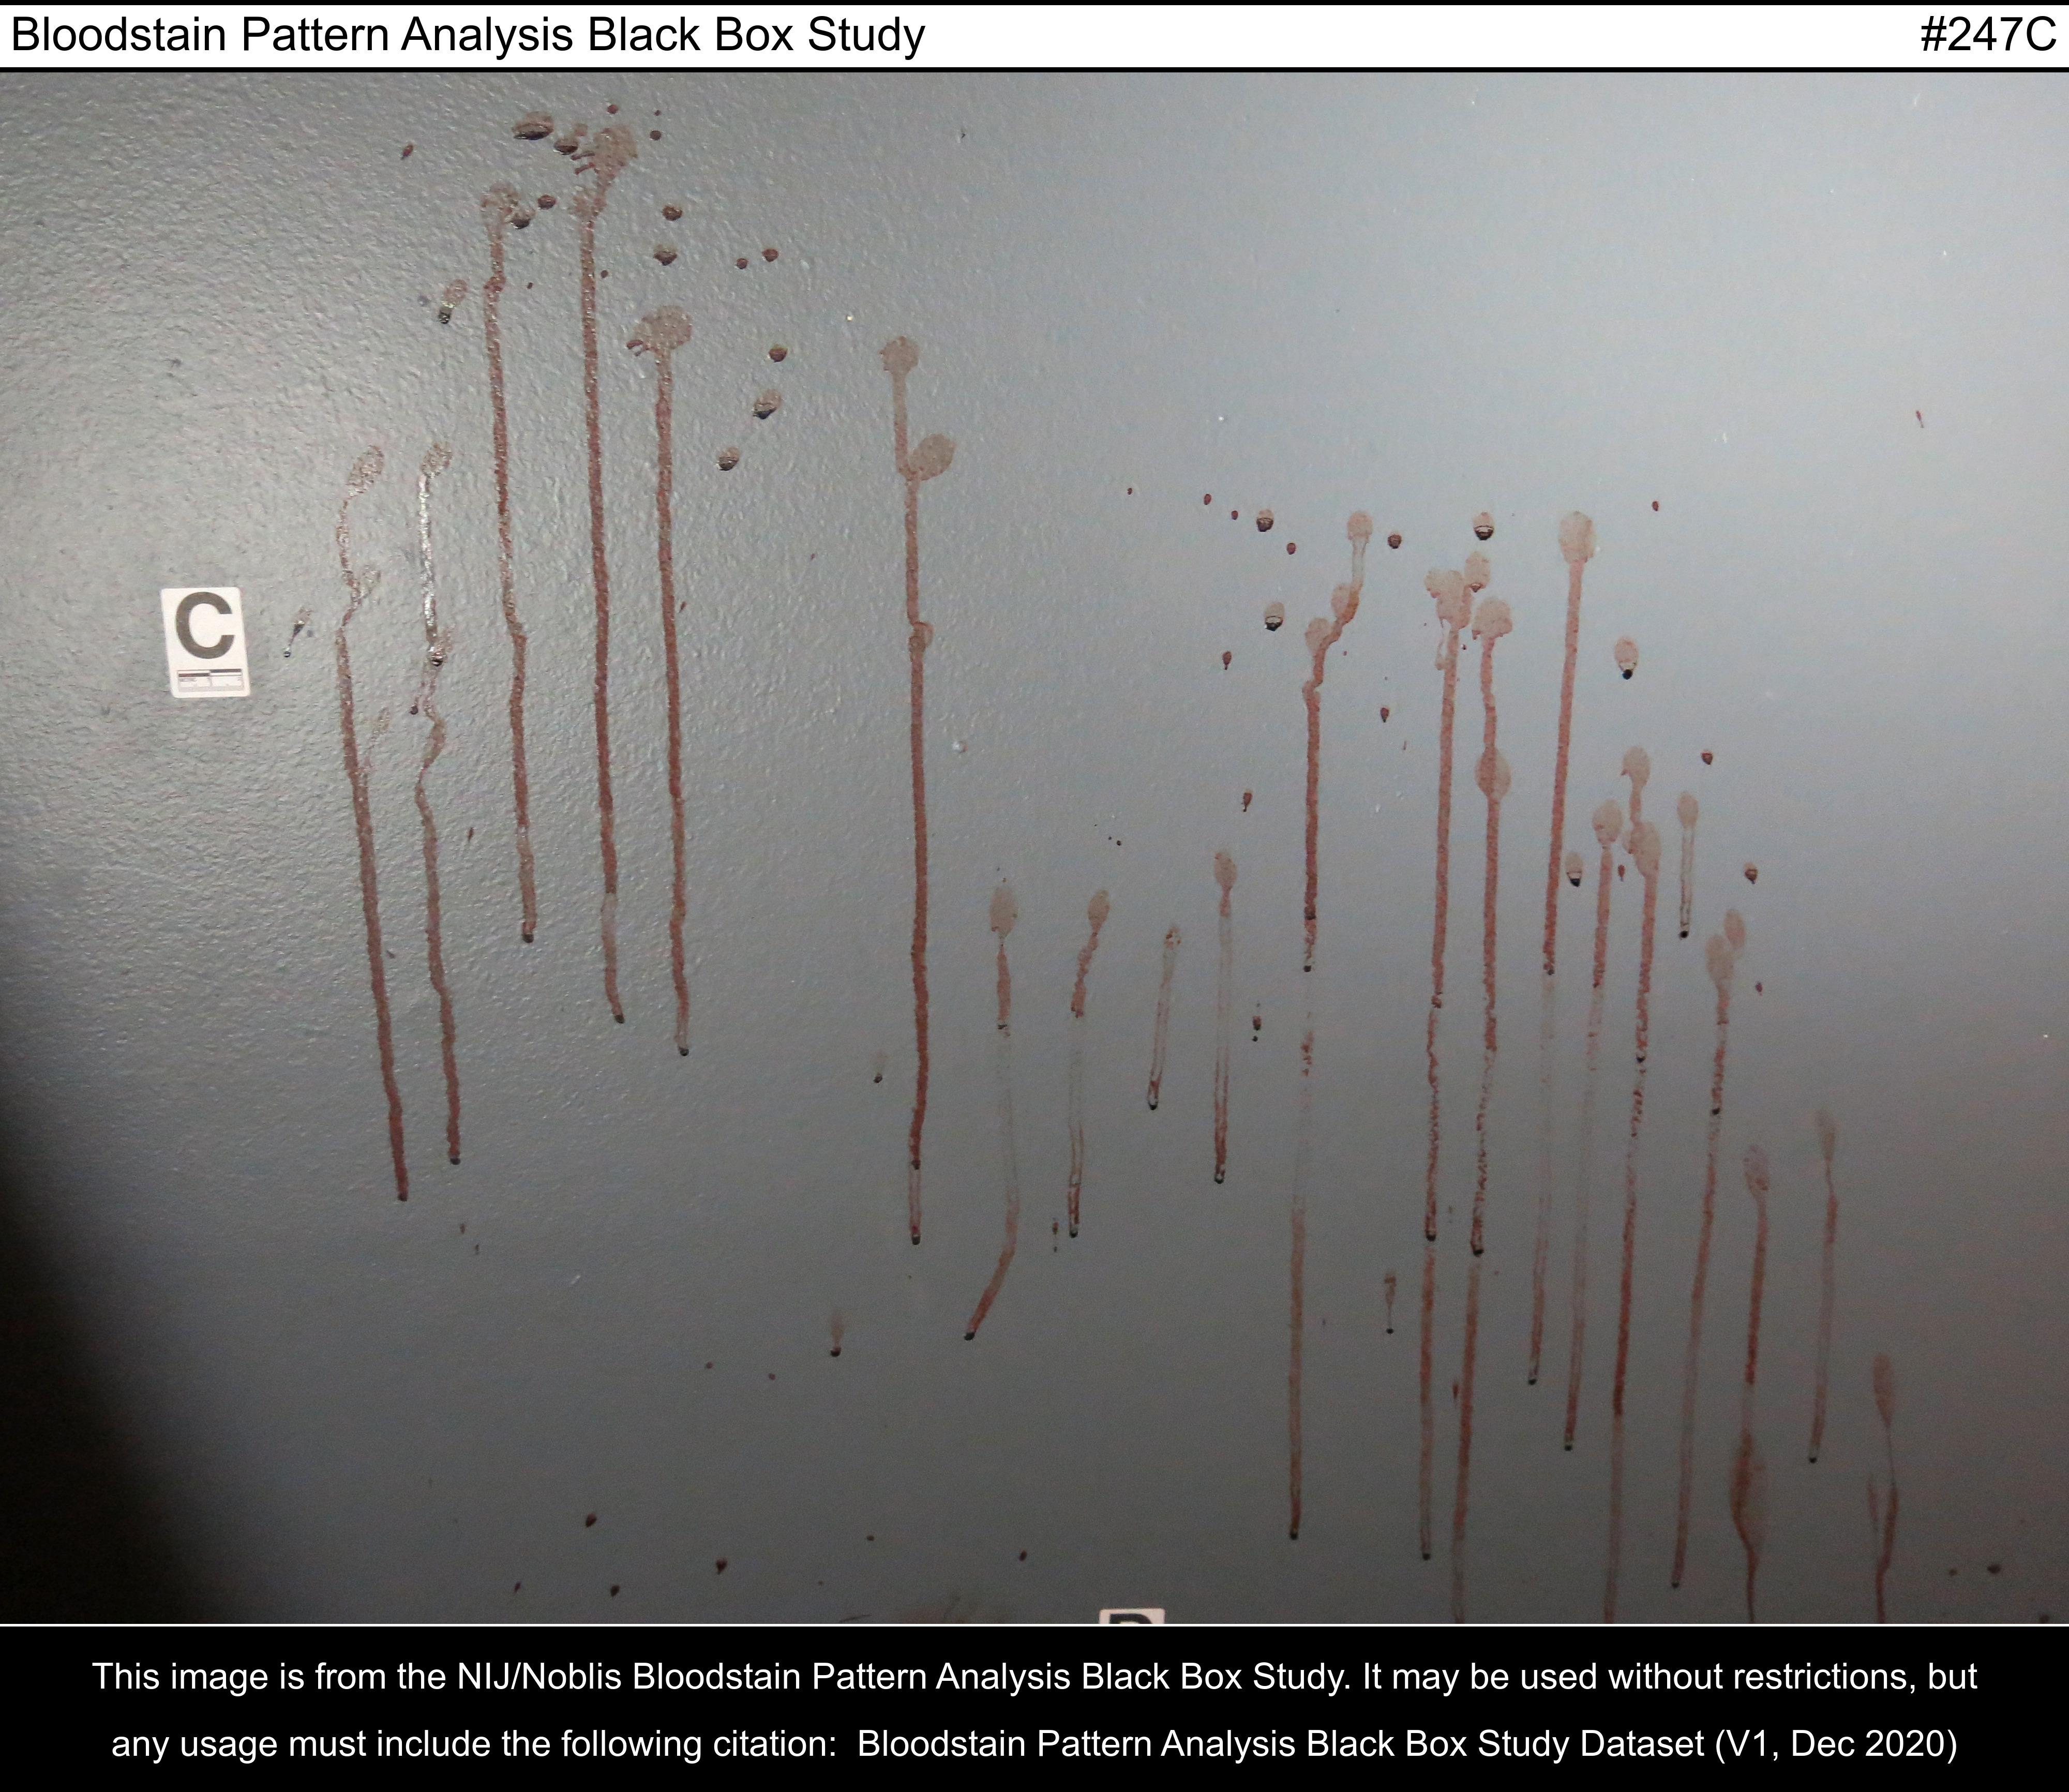 Bloodstain Pattern Analysis Black Box Study #247C
C
This image is from the NIJ/Noblis Bloodstain Pattern Analysis Black Box Study. It may be used without restrictions, but
any usage must include the following citation:  Bloodstain Pattern Analysis Black Box Study Dataset (V1, Dec 2020)